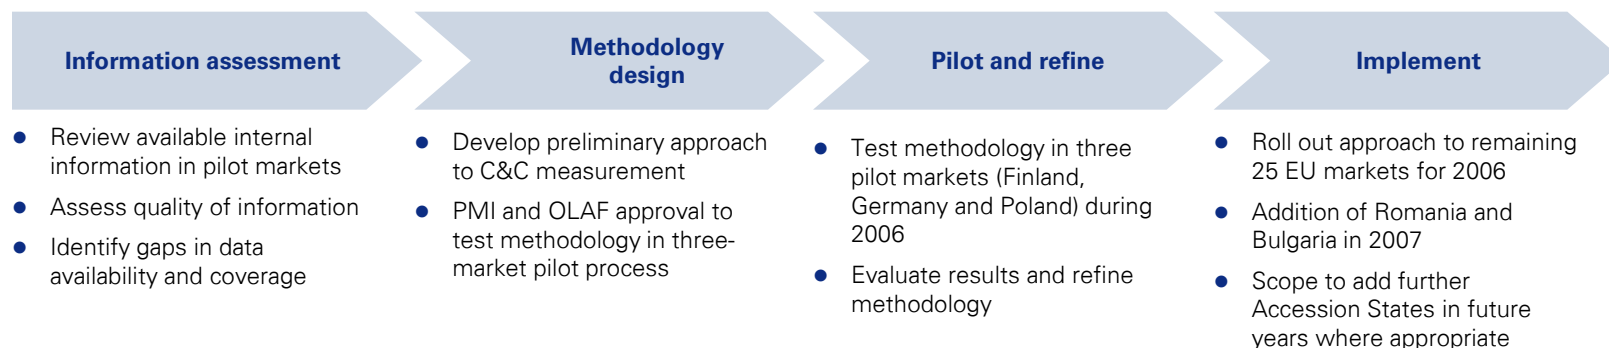 Information assessment
Review available internal
information in pilot markets
Assess quality of information
Identify gaps in data
availability and coverage
Methodology
design
Develop preliminary approach
to C&C measurement
PMI and OLAF approval to
test methodology in three-
market pilot process
Pilot and refine
Test methodology in three
pilot markets (Finland,
Germany and Poland) during
2006
Evaluate results and refine
methodology
Implement
Roll out approach to remaining
25 EU markets for 2006
Addition of Romania and
Bulgaria in 2007
Scope to add further
Accession States in future
years where appropriate